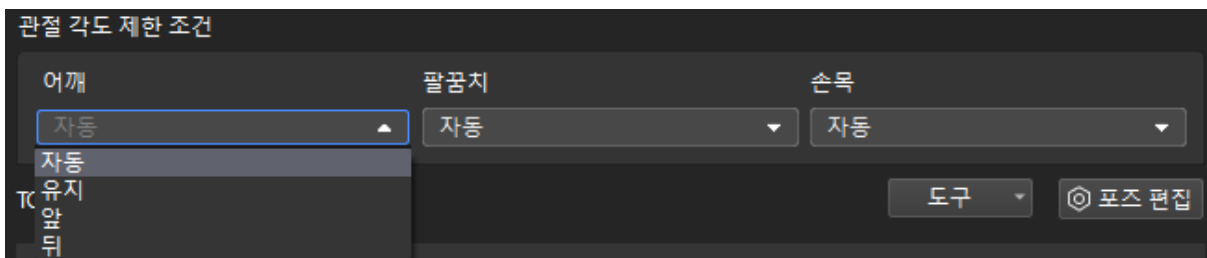 관절 각도 제한 조건
어깨 팔꿈치 손목
자동 자동 자동
자동
유지
TC 도구 포즈 편집
앞
뒤